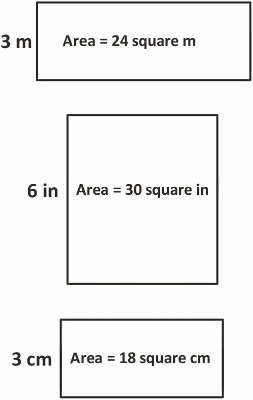 3 m
Area = 24 square m
6 in
Area = 30 square in
3 cm
Area = 18 square cm